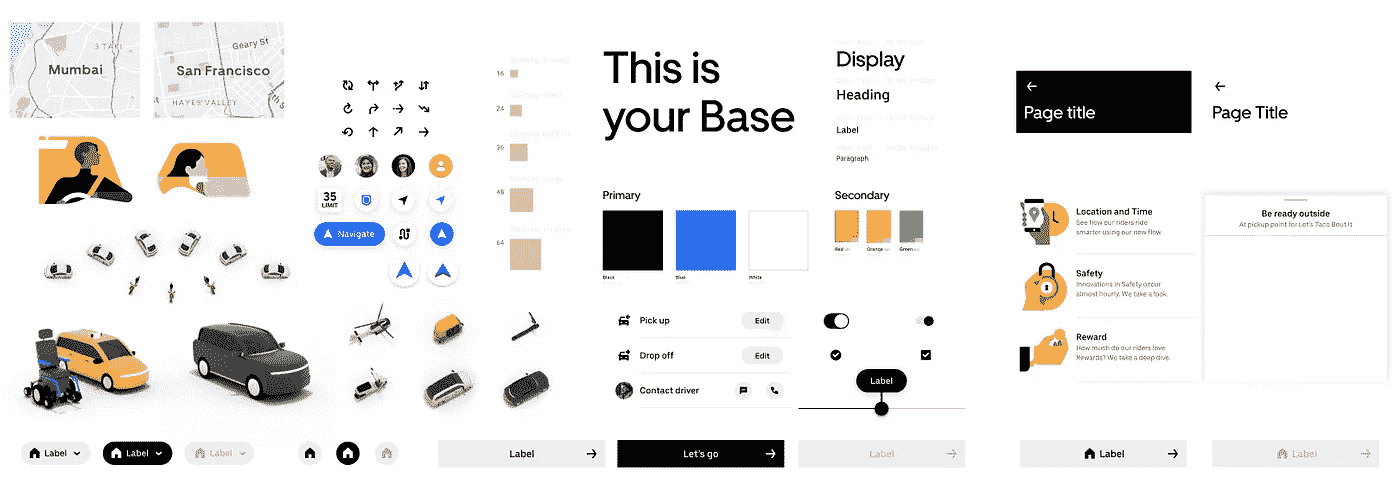 3 TAKI
Mumbai
Geary St
San Francisco
HAYES VALLEY
7th S
35
LIMIT
Navigate
16
24
36
48
64
This is
your Base
Display
Heading
Label
Paragraph
Primary
Black
Blue
White
Secondary
Red
Orange
Green
Pick up
Edit
Drop off
Edit
Contact driver
Label
Page title
Page Title
Location and Time
See how our riders ride
smarter using our new flow.
Safety
Innovations in Safety occur
almost hourly. We take a look.
Reward
How much do our riders love
Rewards? We take a deep dive.
Be ready outside
At pickup point for Let's Taco Bout It
Label
Label
Label
Label
Let's go
Label
Label
Label